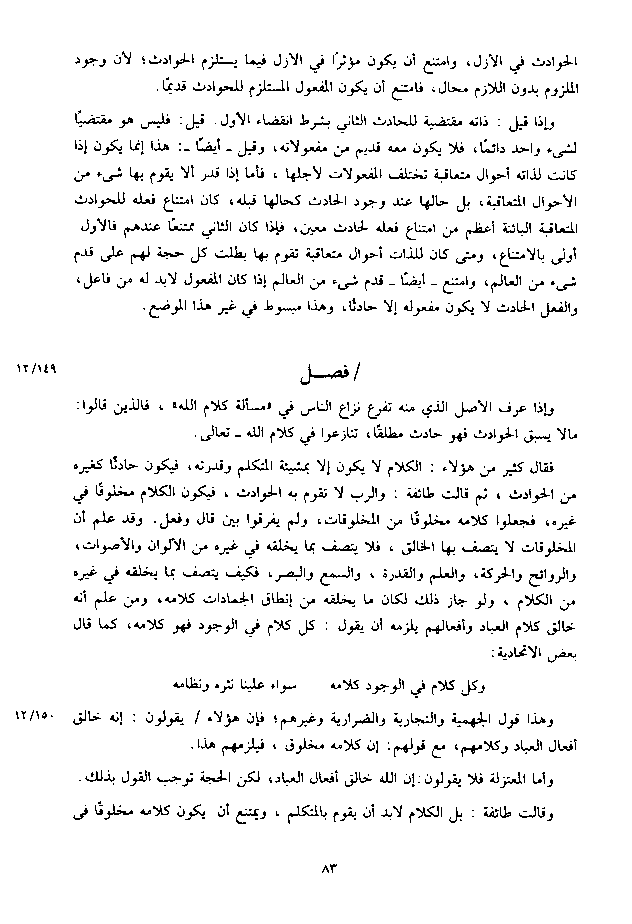 الحوادث في الأزل، وامتنع أن يكون مؤثرًا في الأزل فيما يستلزم الحوادث؛ لأن وجود
الملزوم بدون اللازم محال، فامتنع أن يكون المفعول المستلزم للحوادث قديمًا.
وإذا قيل : ذاته مقتضية للحادث الثاني بشرط انقضاء الأول. قيل: فليس هو مقتضيًا
لشىء واحد دائمًا، فلا يكون معه قديم من مفعولاته، وقيل ـ أيضًا ـ: هذا إنما يكون إذا
كانت لذاته أحوال متعاقبة تختلف المفعولات لأجلها ، فأما إذا قدر ألا يقوم بها شىء من
الأحوال المتعاقبة، بل حالها عند وجود الحادث كحالها قبله، كان امتناع فعله للحوادث
المتعاقبة البائنة أعظم من امتناع فعله لحادث معين، فإذا كان الثاني ممتنعًا عندهم فالأول
أولى بالامتناع، ومتى كان للذات أحوال متعاقبة تقوم بها بطلت كل حجة لهم على قدم
شىء من العالم، وامتنع ـ أيضًا ـ قدم شىء من العالم إذا كان المفعول لابد له من فاعل،
والفعل الحادث لا يكون مفعوله إلا حادثًا، وهذا مبسوط في غير هذا الموضع.
/ فصـــل
١٢/١٤٩
وإذا عرف الأصل الذي منه تفرع نزاع الناس في «مسألة كلام الله» ، فالذين قالوا:
مالا يسبق الحوادث فهو حادث مطلقًا، تنازعوا في كلام الله ـ تعالى.
فقال كثير من هؤلاء : الكلام لا يكون إلا بمشيئة المتكلم وقدرته، فيكون حادثًا كغيره
من الحوادث ، ثم قالت طائفة : والرب لا تقوم به الحوادث ، فيكون الكلام مخلوقًا في
غيره، فجعلوا كلامه مخلوقًا من المخلوقات، ولم يفرقوا بين قال وفعل. وقد علم أن
المخلوقات لا يتصف بها الخالق ، فلا يتصف بما يخلقه في غيره من الألوان والأصوات،
والروائح والحركة، والعلم والقدرة ، والسمع والبصر، فكيف يتصف بما يخلقه في غيره
من الكلام ، ولو جاز ذلك لكان ما يخلقه من إنطاق الجمادات كلامه، ومن علم أنه
خالق كلام العباد وأفعالهم يلزمه أن يقول : كل كلام في الوجود فهو كلامه، كما قال
بعض الاتحادية:
وكل كلام في الوجود كلامه سواء علينا نثره ونظامه
وهذا قول الجهمية والنجارية والضرارية وغيرهم؛ فإن هؤلاء / يقولون : إنه خالق
١٢/١٥٠
أفعال العباد وكلامهم، مع قولهم: إن كلامه مخلوق ، فيلزمهم هذا.
وأما المعتزلة فلا يقولون: إن الله خالق أفعال العباد، لكن الحجة توجب القول بذلك.
وقالت طائفة : بل الكلام لابد أن يقوم بالمتكلم ، ويمتنع أن يكون كلامه مخلوقًا فى
٨٣